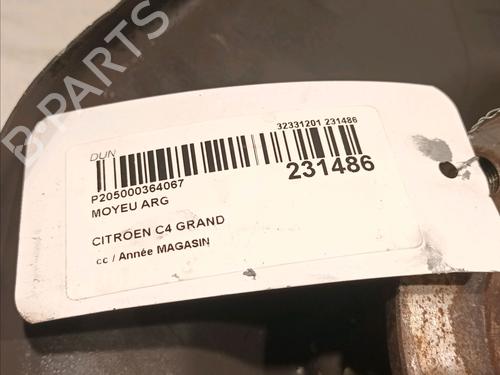 B-PARTS
DUN
32331201 231486
P205000364067
231486
MOYEU ARG
CITROEN C4 GRAND
cc / Année MAGASIN